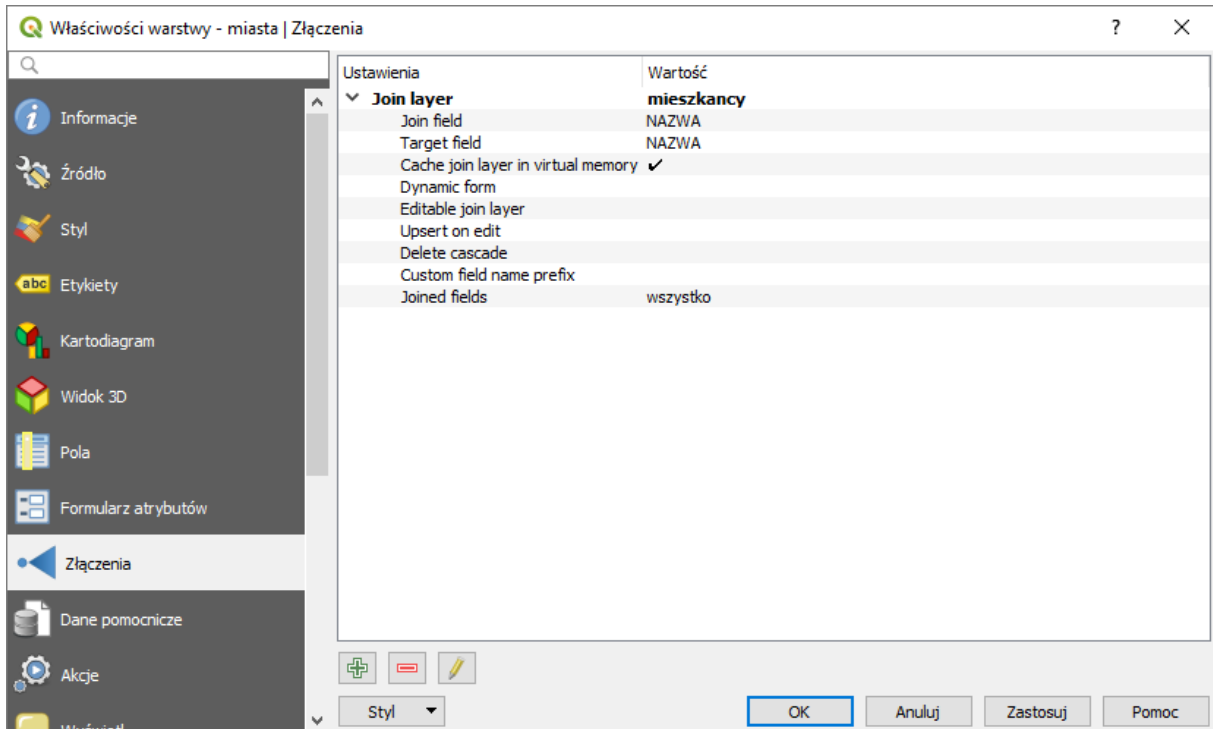 Właściwości warstwy - miasta | Złączenia
?
Informacje
Źródło
Styl
abc Etykiety
Kartodiagram
Widok 3D
Pola
Formularz atrybutów
Złączenia
Dane pomocnicze
Akcje
Ustawienia Wartość
Join layer mieszkancy
Join field NAZWA
Target field NAZWA
Cache join layer in virtual memory ✓
Dynamic form
Editable join layer
Upsert on edit
Delete cascade
Custom field name prefix
Joined fields wszystko
Styl OK Anuluj Zastosuj Pomoc